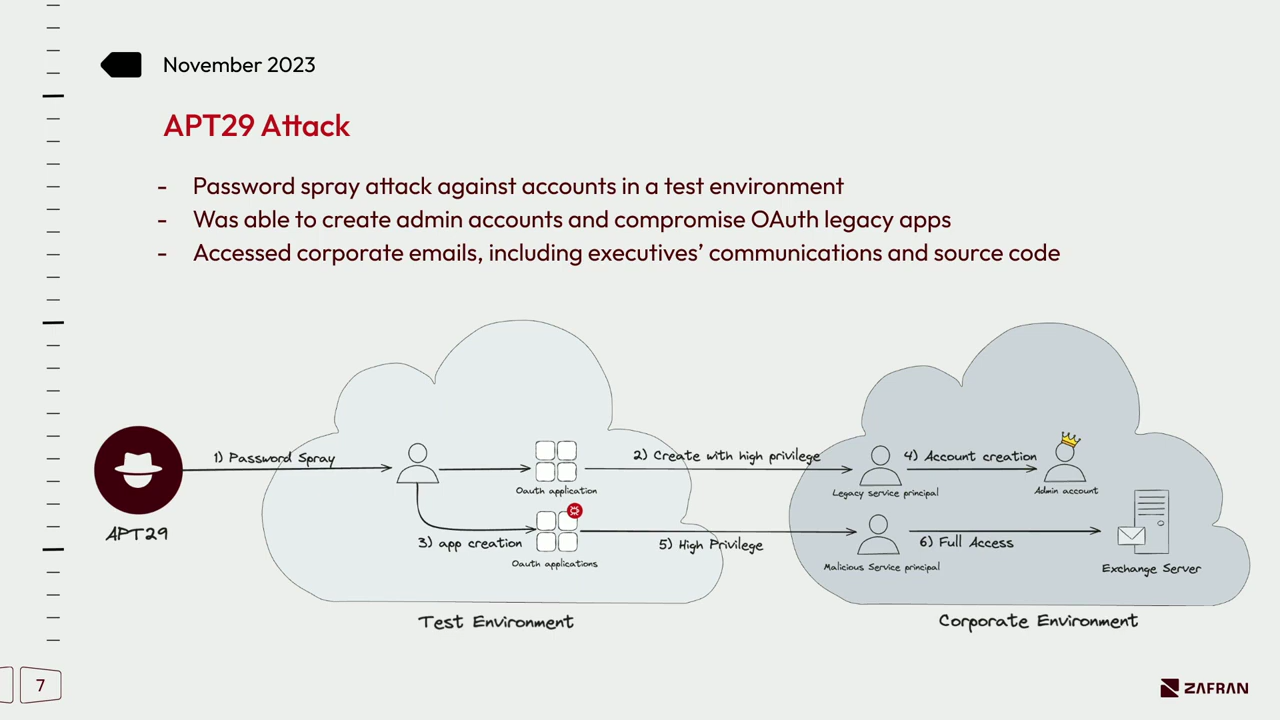 November 2023
APT29 Attack
- Password spray attack against accounts in a test environment
- Was able to create admin accounts and compromise OAuth legacy apps
- Accessed corporate emails, including executives’ communications and source code
1) Password Spray
2) Create with high privilege
4) Account creation
Oauth application
Legacy service principal
Admin account
APT29
3) app creation
5) High Privilege
6) Full Access
Oauth applications
Malicious Service principal
Exchange Server
Test Environment
Corporate Environment
7
ZAFRAN